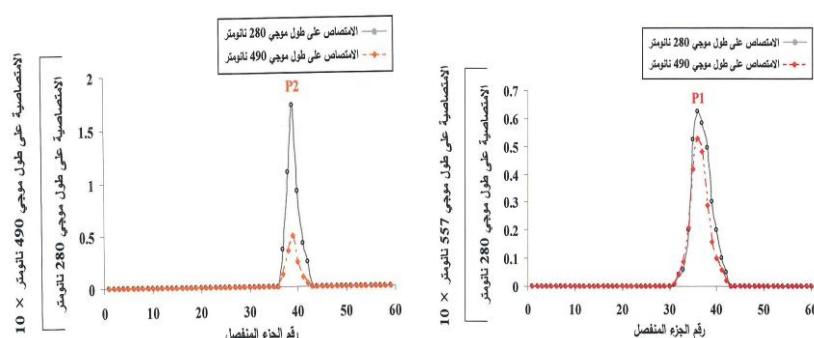 الامتصاص على طول موجي 280 نانومتر
الامتصاص على طول موجي 490 نانومتر
P2
2
1.5
1
0.5
0
0 10 20 30 40 50 60
رقم الجزء المنفصل
الامتصاصية على طول موجي 490 نانومتر × 10
الامتصاصية على طول موجي 280 نانومتر
الامتصاص على طول موجي 280 نانومتر
الامتصاص على طول موجي 490 نانومتر
P1
0.7
0.6
0.5
0.4
0.3
0.2
0.1
0
0 10 20 30 40 50 60
رقم الجزء المنفصل
الامتصاصية على طول موجي 557 نانومتر × 10
الامتصاصية على طول موجي 280 نانومتر